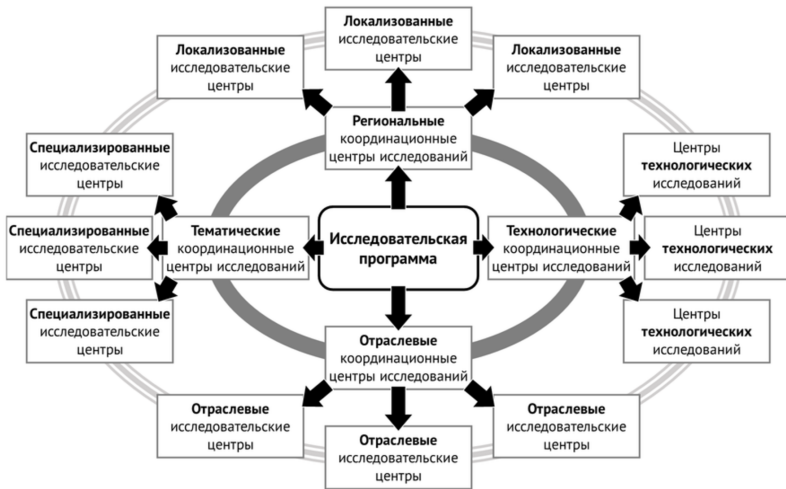 Локализованные
исследовательские
центры
Локализованные
исследовательские
центры
Локализованные
исследовательские
центры
Региональные
координационные
центры исследований
Специализированные
исследовательские
центры
Центры
технологических
исследований
Специализированные
исследовательские
центры
Тематические
координационные
центры исследований
Исследовательская
программа
Технологические
координационные
центры исследований
Центры
технологических
исследований
Специализированные
исследовательские
центры
Центры
технологических
исследований
Отраслевые
координационные
центры исследований
Отраслевые
исследовательские
центры
Отраслевые
исследовательские
центры
Отраслевые
исследовательские
центры